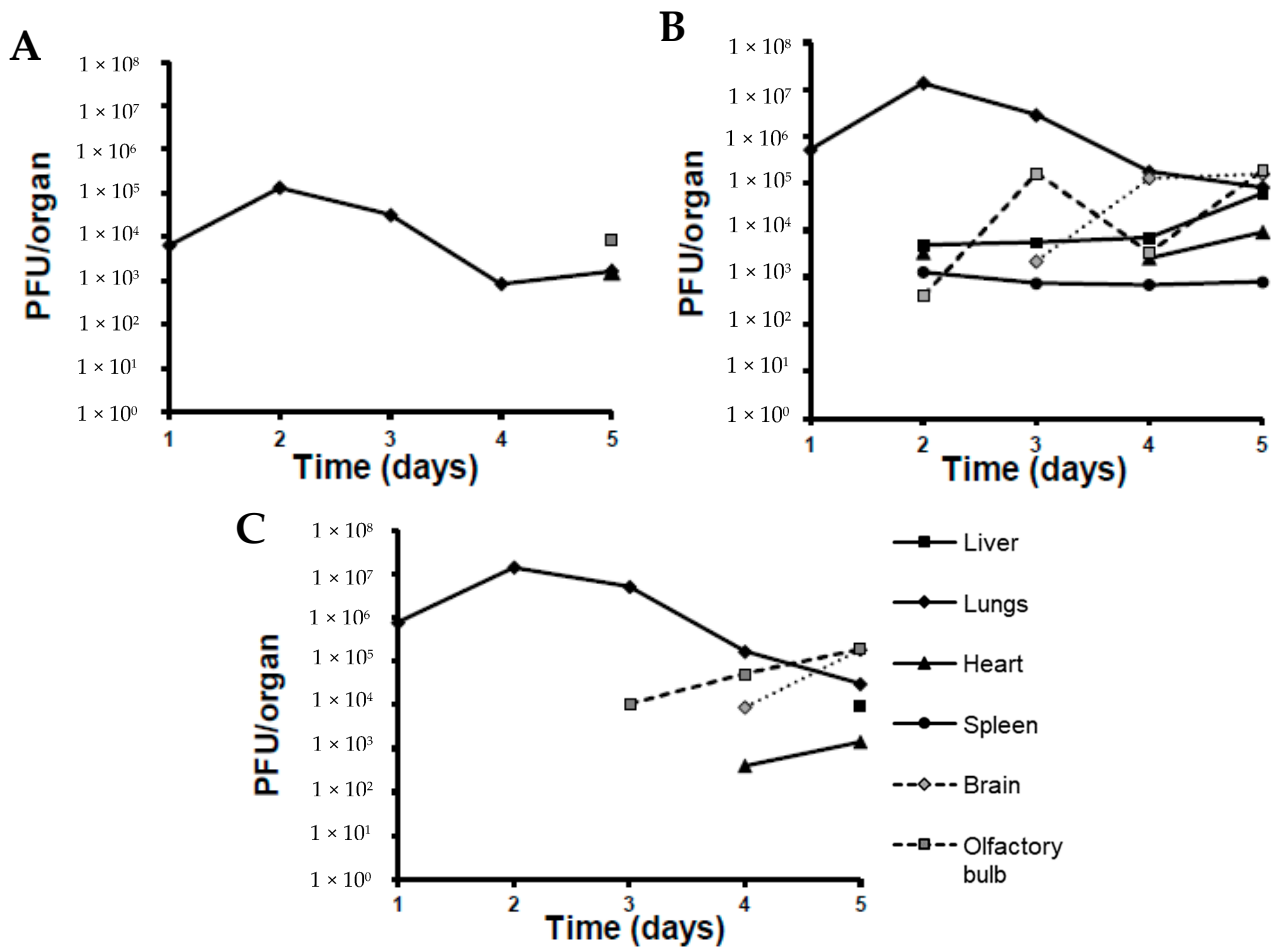 A
1 × 10⁸
1 × 10⁷
1 × 10⁶
1 × 10⁵
1 × 10⁴
1 × 10³
1 × 10²
1 × 10¹
1 × 10⁰
PFU/organ
1 2 3 4 5
Time (days)
B
1 × 10⁸
1 × 10⁷
1 × 10⁶
1 × 10⁵
1 × 10⁴
1 × 10³
1 × 10²
1 × 10¹
1 × 10⁰
PFU/organ
1 2 3 4 5
Time (days)
C
1 × 10⁸
1 × 10⁷
1 × 10⁶
1 × 10⁵
1 × 10⁴
1 × 10³
1 × 10²
1 × 10¹
1 × 10⁰
PFU/organ
1 2 3 4 5
Time (days)
Liver
Lungs
Heart
Spleen
Brain
Olfactory
bulb